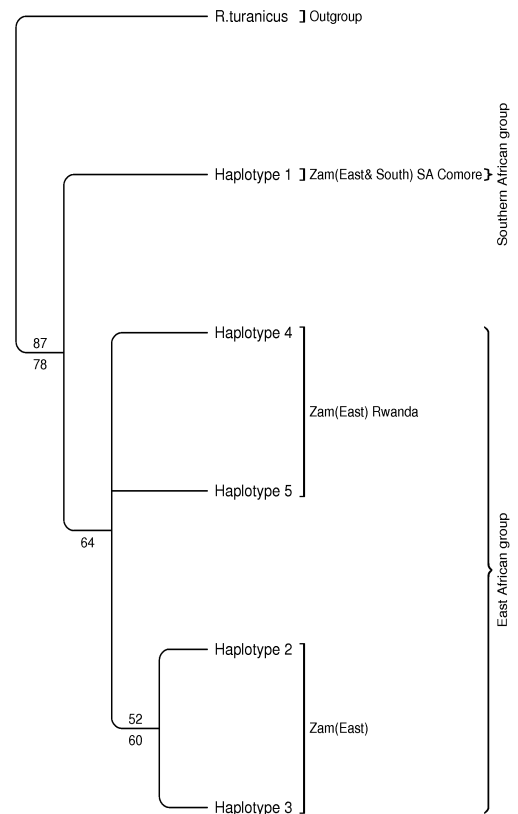 R.turanicus ] Outgroup
Haplotype 1 ] Zam(East& South) SA Comore}
Southern African group
87
78
Haplotype 4
Zam(East) Rwanda
Haplotype 5
64
East African group
Haplotype 2
52
60
Zam(East)
Haplotype 3